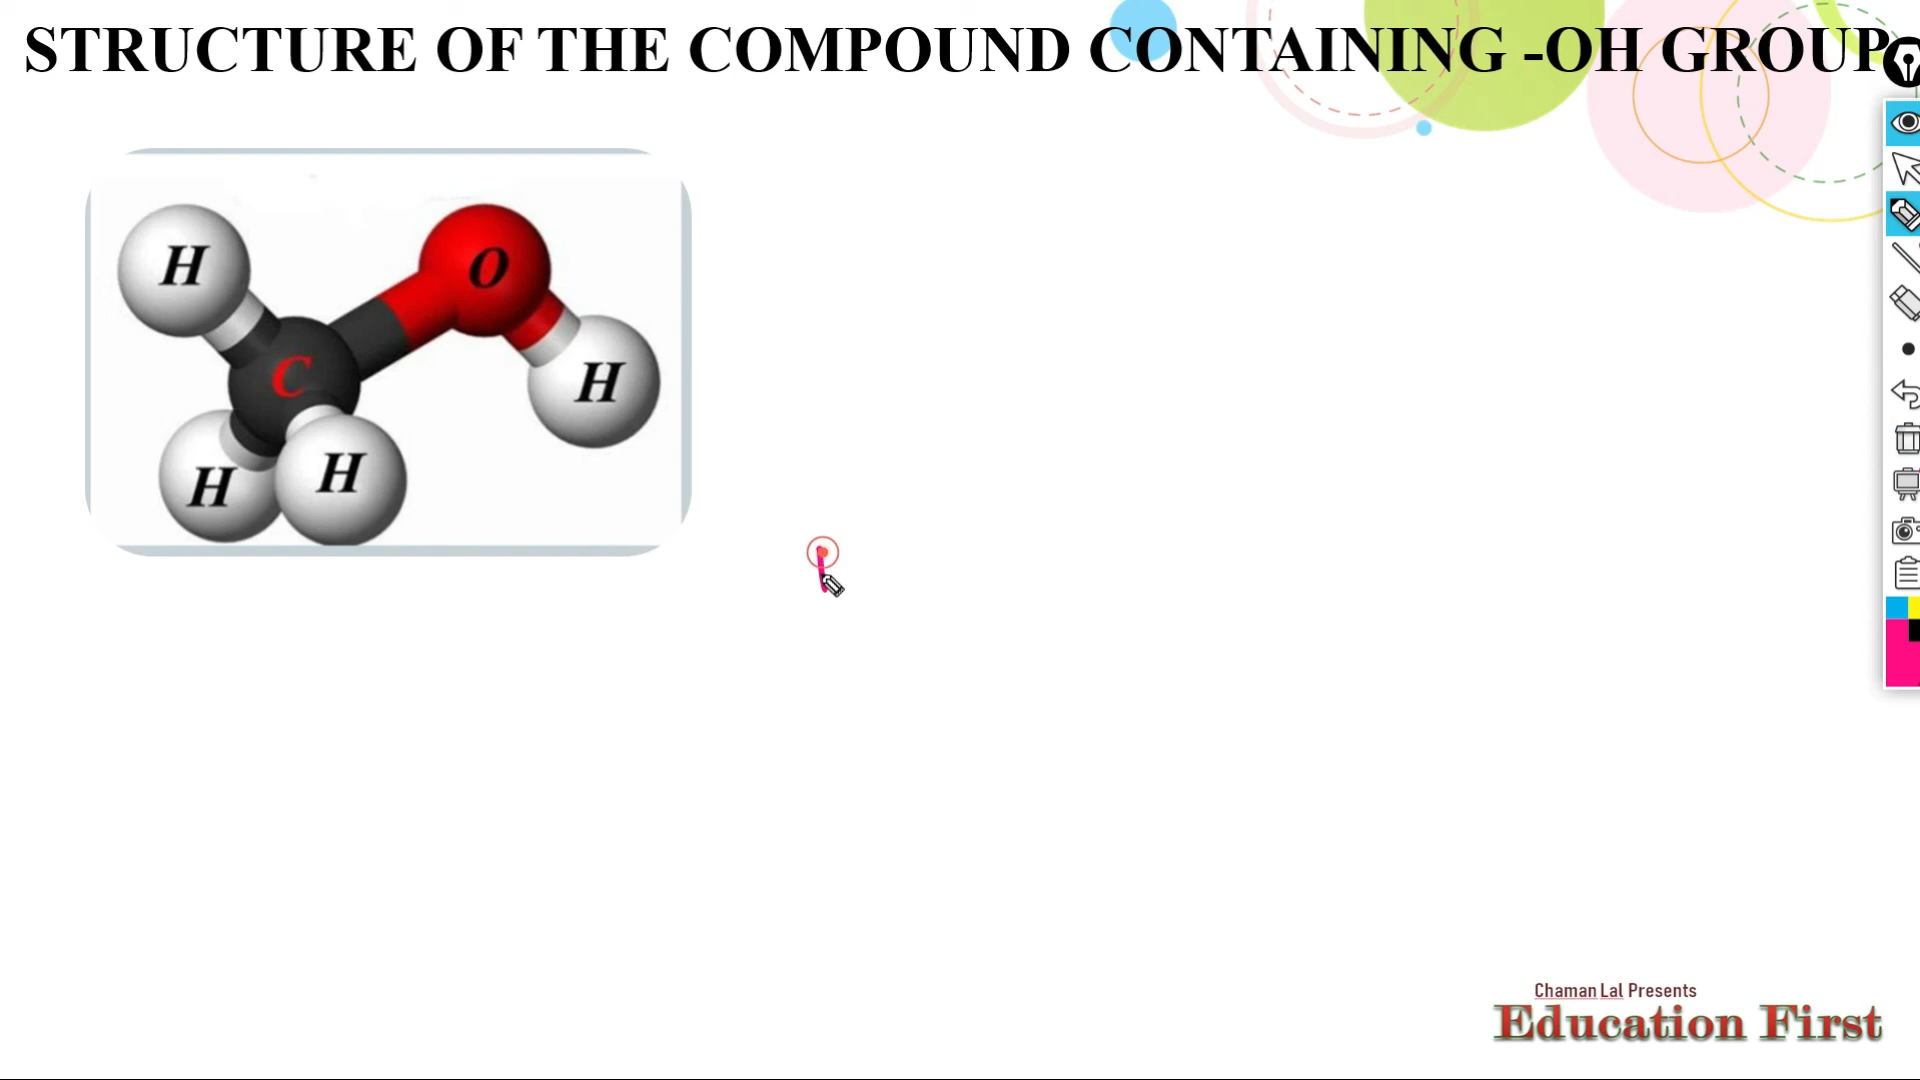 STRUCTURE OF THE COMPOUND CONTAINING -OH GROUP
H
O
C
H
H
H
Chaman Lal Presents
Education First